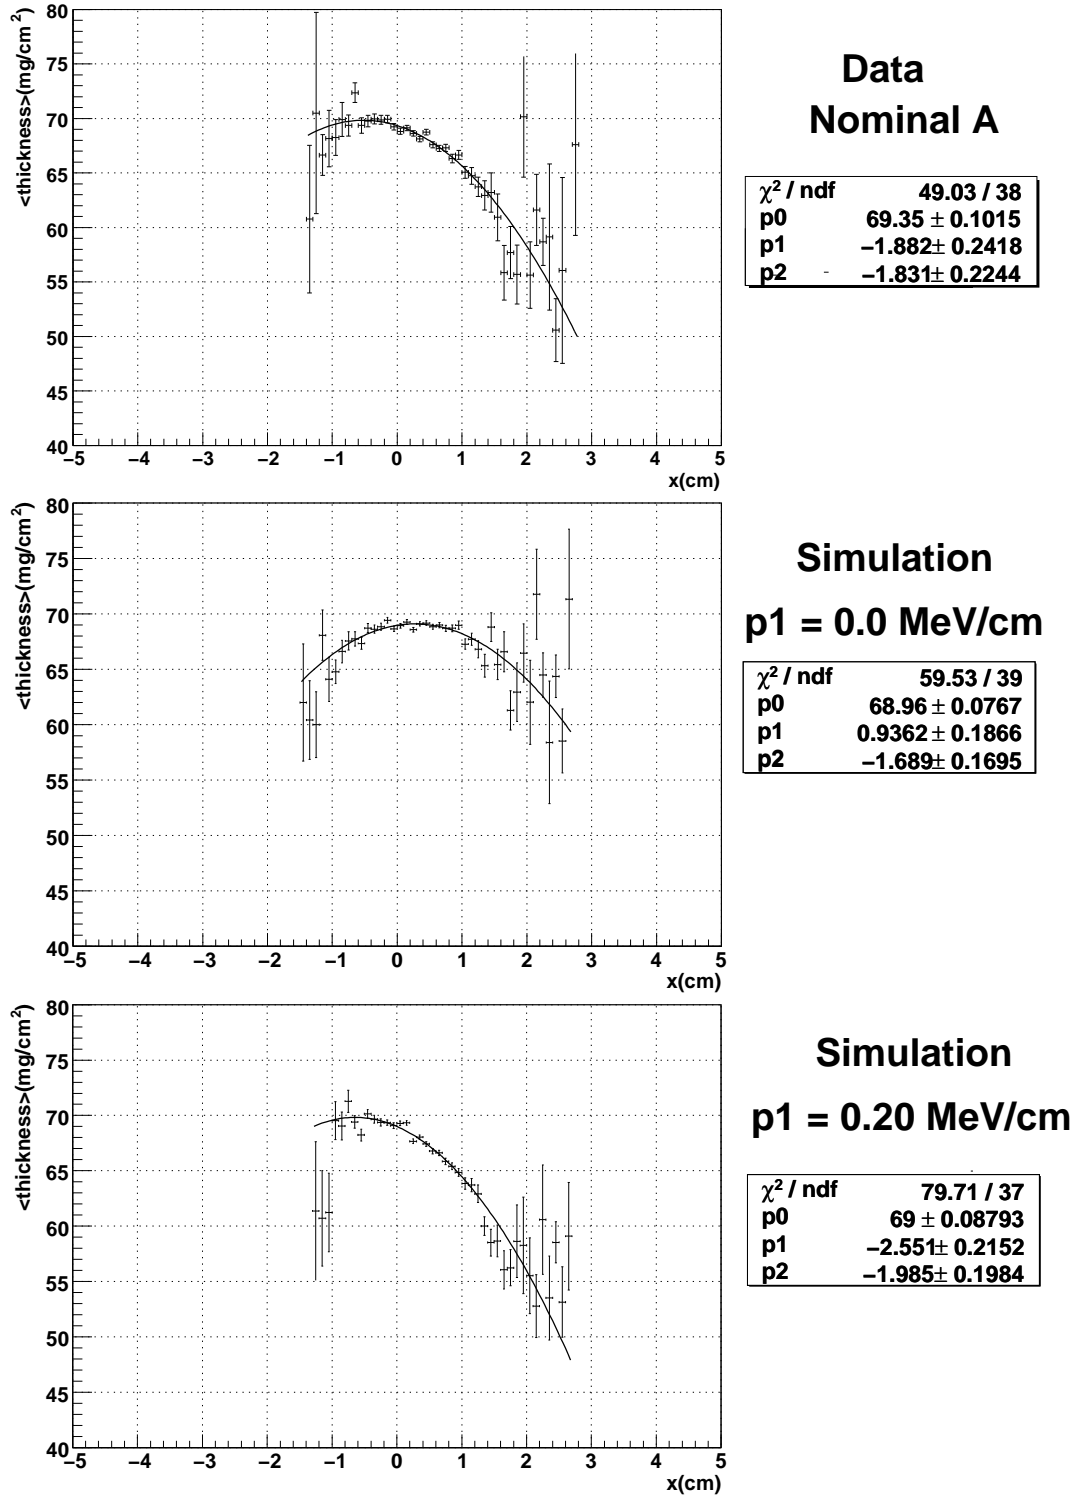 <thickness>(mg/cm²)
80
75
70
65
60
55
50
45
40
−5 −4 −3 −2 −1 0 1 2 3 4 5
x(cm)
Data
Nominal A
χ² / ndf 49.03 / 38
p0 69.35 ± 0.1015
p1 −1.882± 0.2418
p2 −1.831± 0.2244
<thickness>(mg/cm²)
80
75
70
65
60
55
50
45
40
−5 −4 −3 −2 −1 0 1 2 3 4 5
x(cm)
Simulation
p1 = 0.0 MeV/cm
χ² / ndf 59.53 / 39
p0 68.96 ± 0.0767
p1 0.9362 ± 0.1866
p2 −1.689± 0.1695
<thickness>(mg/cm²)
80
75
70
65
60
55
50
45
40
−5 −4 −3 −2 −1 0 1 2 3 4 5
x(cm)
Simulation
p1 = 0.20 MeV/cm
χ² / ndf 79.71 / 37
p0 69 ± 0.08793
p1 −2.551± 0.2152
p2 −1.985± 0.1984